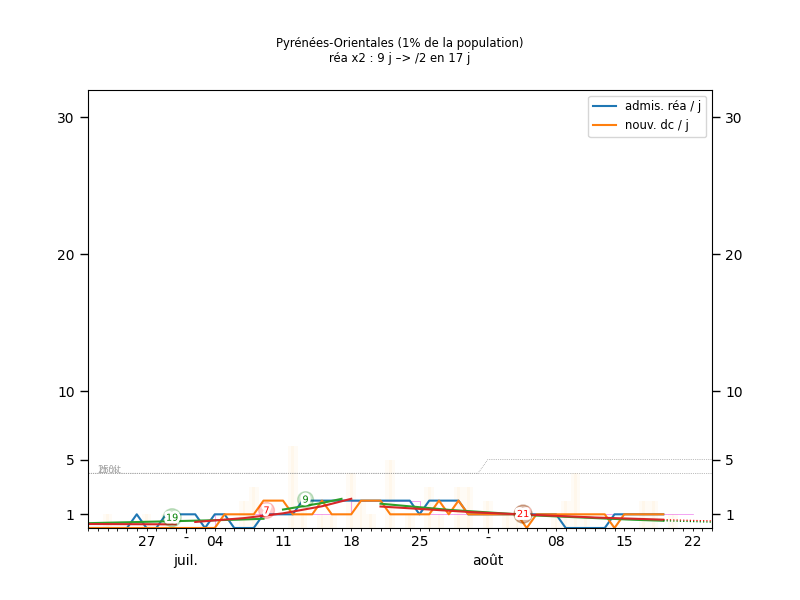 Pyrénées-Orientales (1% de la population)
réa x2 : 9 j –> /2 en 17 j
admis. réa / j
nouv. dc / j
30 30
20 20
10 10
5 5
1 1
19 7 9 21
27 - 04 11 18 25 - 08 15 22
juil. août